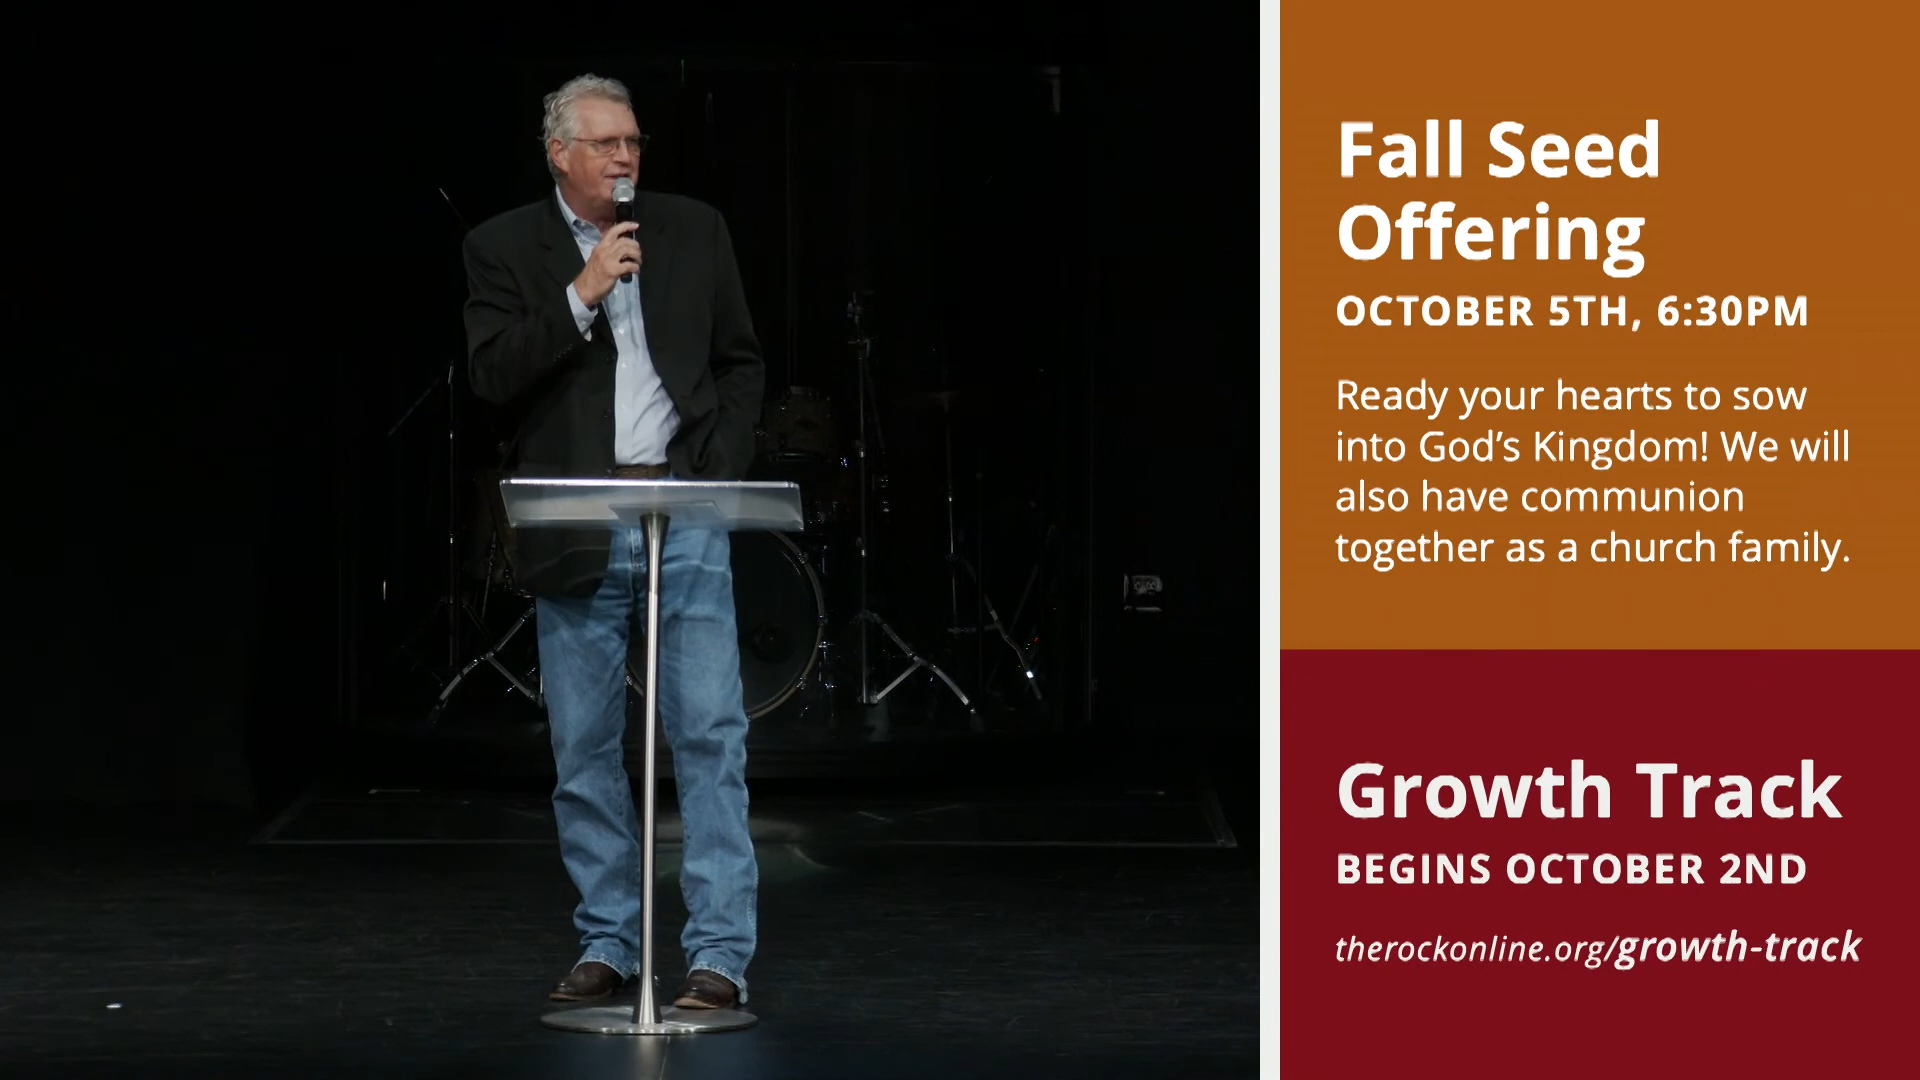 Fall Seed
Offering
OCTOBER 5TH, 6:30PM
Ready your hearts to sow
into God's Kingdom! We will
also have communion
together as a church family.
Growth Track
BEGINS OCTOBER 2ND
therockonline.org/growth-track